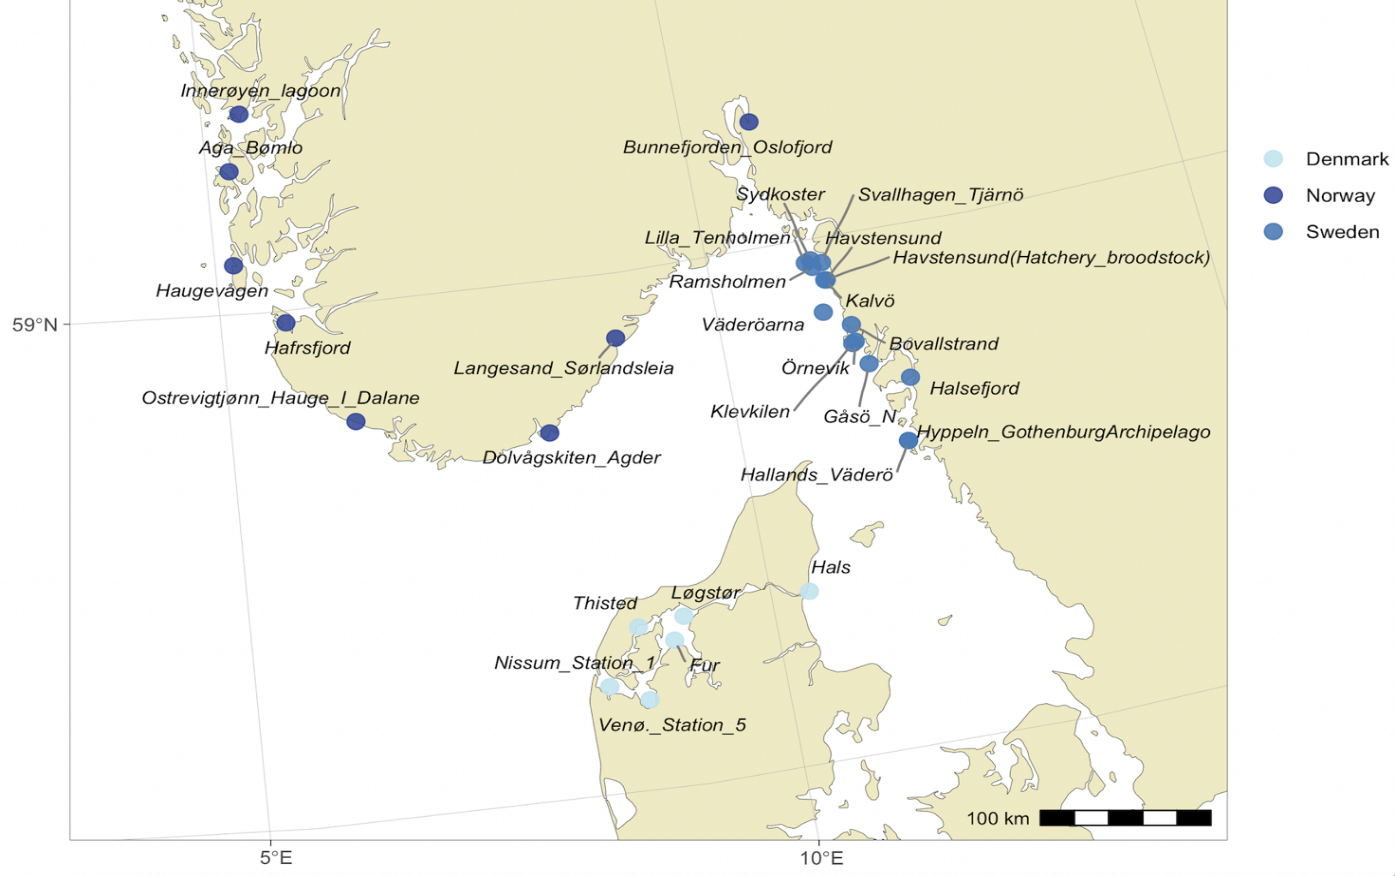 Innerøyen_lagoon
Aga_Bømlo
Bunnefjorden_Oslofjord
Denmark
Norway
Sweden
Sydkoster
Svallhagen_Tjärnö
Lilla_Tenholmen
Havstensund
Havstensund(Hatchery_broodstock)
Ramsholmen
Haugevågen
Kalvö
59°N
Väderöarna
Hafrsfjord
Bovallstrand
Langesand_Sørlandsleia
Örnevik
Halsefjord
Ostrevigtjønn_Hauge_I_Dalane
Klevkilen
Gåsö_N
Hyppeln_GothenburgArchipelago
Dolvågskiten_Agder
Hallands_Väderö
Hals
Løgstør
Thisted
Nissum_Station_1
Fur
Venø._Station_5
100 km
5°E
10°E